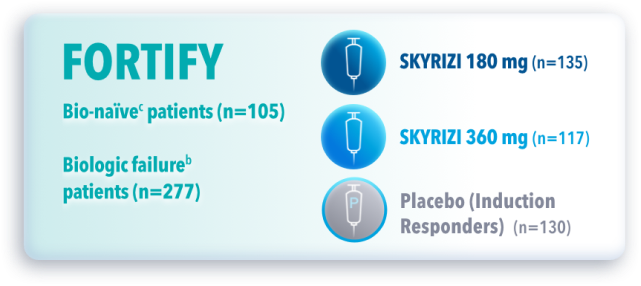 FORTIFY
Bio-naïveᶜ patients (n=105)
Biologic failureᵇ
patients (n=277)
SKYRIZI 180 mg (n=135)
SKYRIZI 360 mg (n=117)
P
Placebo (Induction
Responders) (n=130)